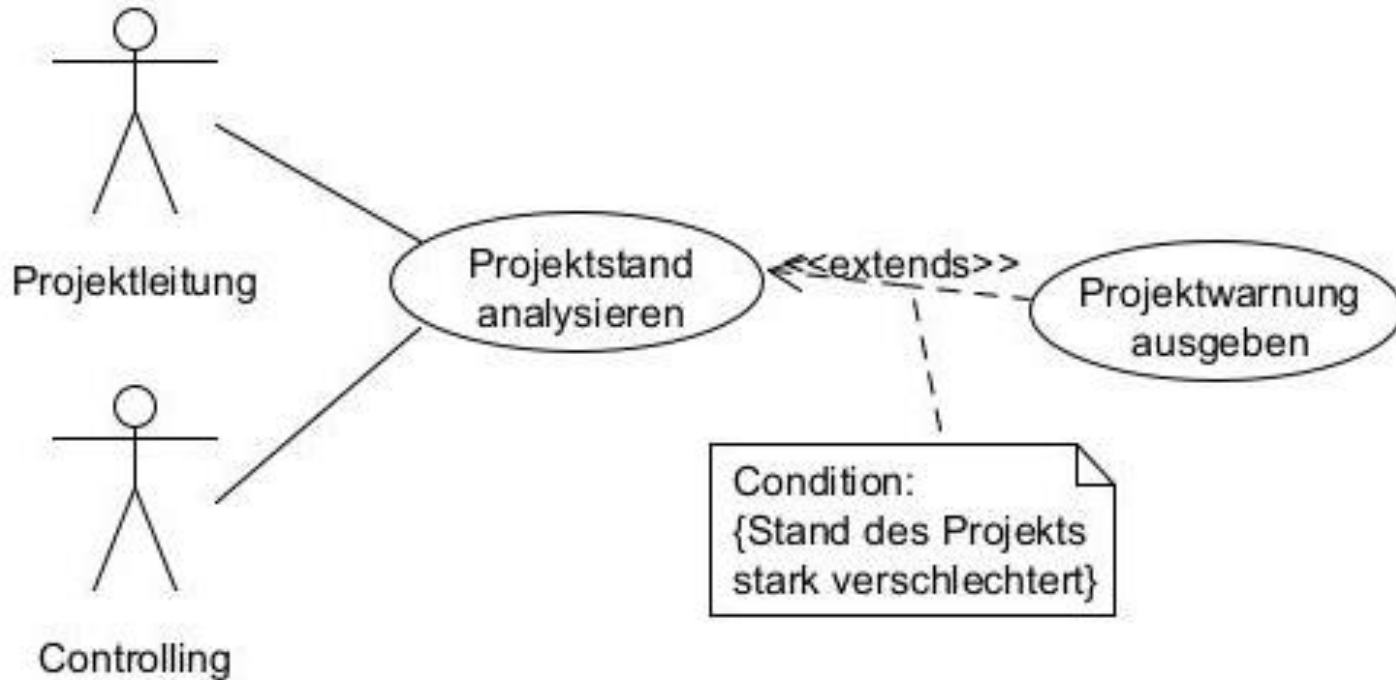 Projektleitung
Projektstand
analysieren
<<extends>>
Projektwarnung
ausgeben
Condition:
{Stand des Projekts
stark verschlechtert}
Controlling